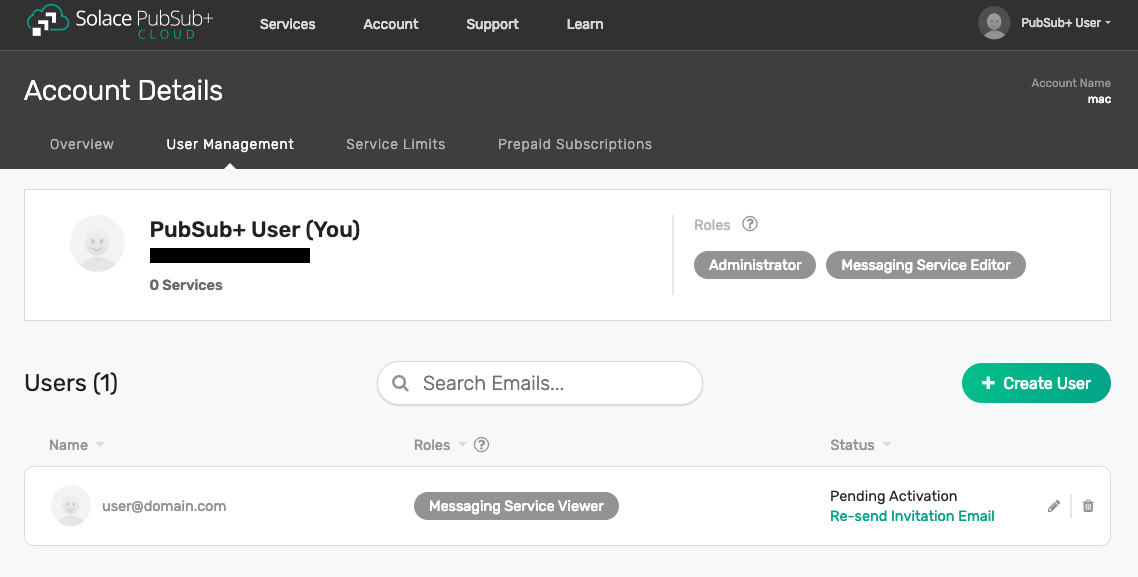 Solace PubSub+
CLOUD
Services
Account
Support
Learn
PubSub+ User
Account Details
Account Name
mac
Overview
User Management
Service Limits
Prepaid Subscriptions
PubSub+ User (You)
0 Services
Roles ?
Administrator
Messaging Service Editor
Users (1)
Search Emails...
+ Create User
Name
Roles ?
Status
user@domain.com
Messaging Service Viewer
Pending Activation
Re-send Invitation Email